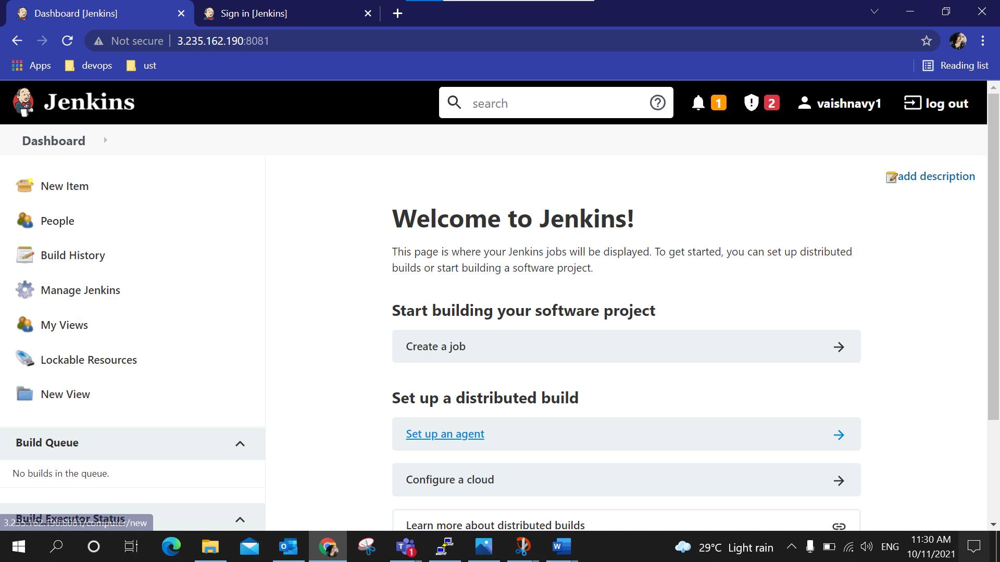 Dashboard [Jenkins]
Sign in [Jenkins]
Not secure
3.235.162.190:8081
Apps
devops
ust
Reading list
Jenkins
search
1
2
vaishnavy1
log out
Dashboard
New Item
People
Build History
Manage Jenkins
My Views
Lockable Resources
New View
Build Queue
No builds in the queue.
Build Executor Status
3.235.162.190:8081/computer/new
add description
Welcome to Jenkins!
This page is where your Jenkins jobs will be displayed. To get started, you can set up distributed
builds or start building a software project.
Start building your software project
Create a job
Set up a distributed build
Set up an agent
Configure a cloud
Learn more about distributed builds
1
29°C Light rain
ENG
11:30 AM
10/11/2021